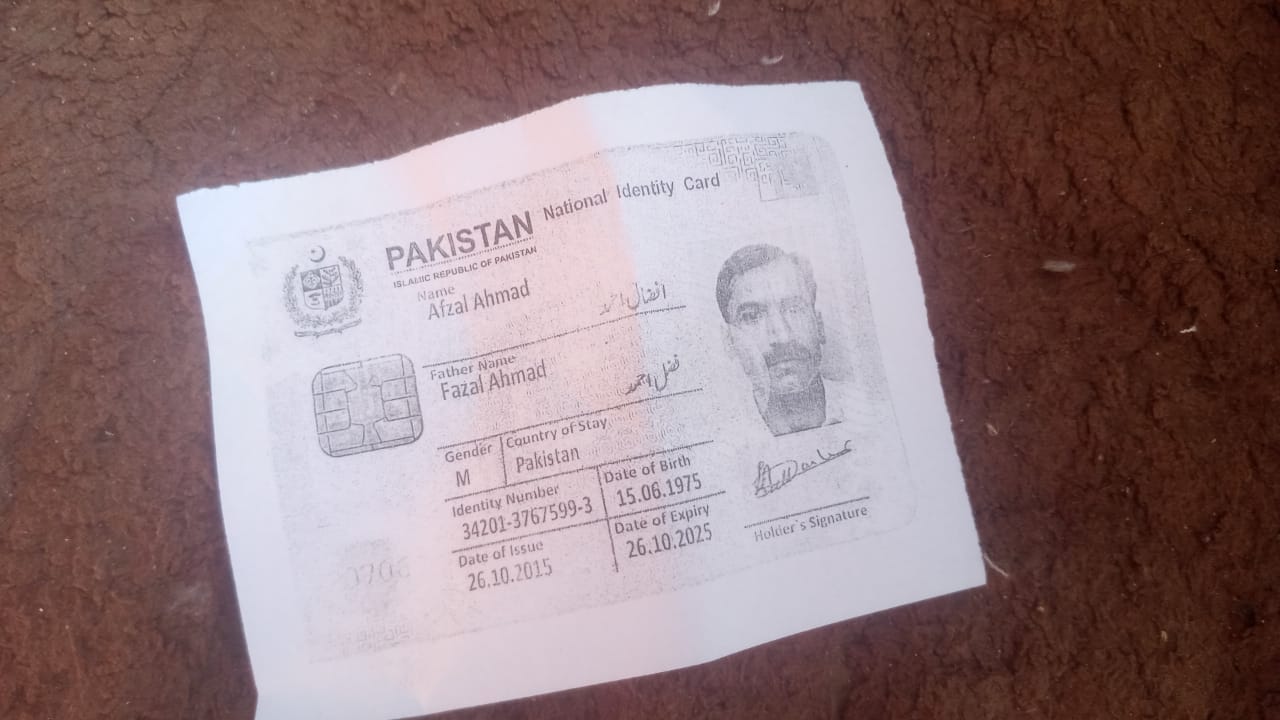 PAKISTAN National Identity Card
ISLAMIC REPUBLIC OF PAKISTAN
Name
Afzal Ahmad
افضال احمد
Father Name
Fazal Ahmad
فضل احمد
Gender
M
Country of Stay
Pakistan
Identity Number
34201-3767599-3
Date of Birth
15.06.1975
Date of Issue
26.10.2015
Date of Expiry
26.10.2025
Holder's Signature